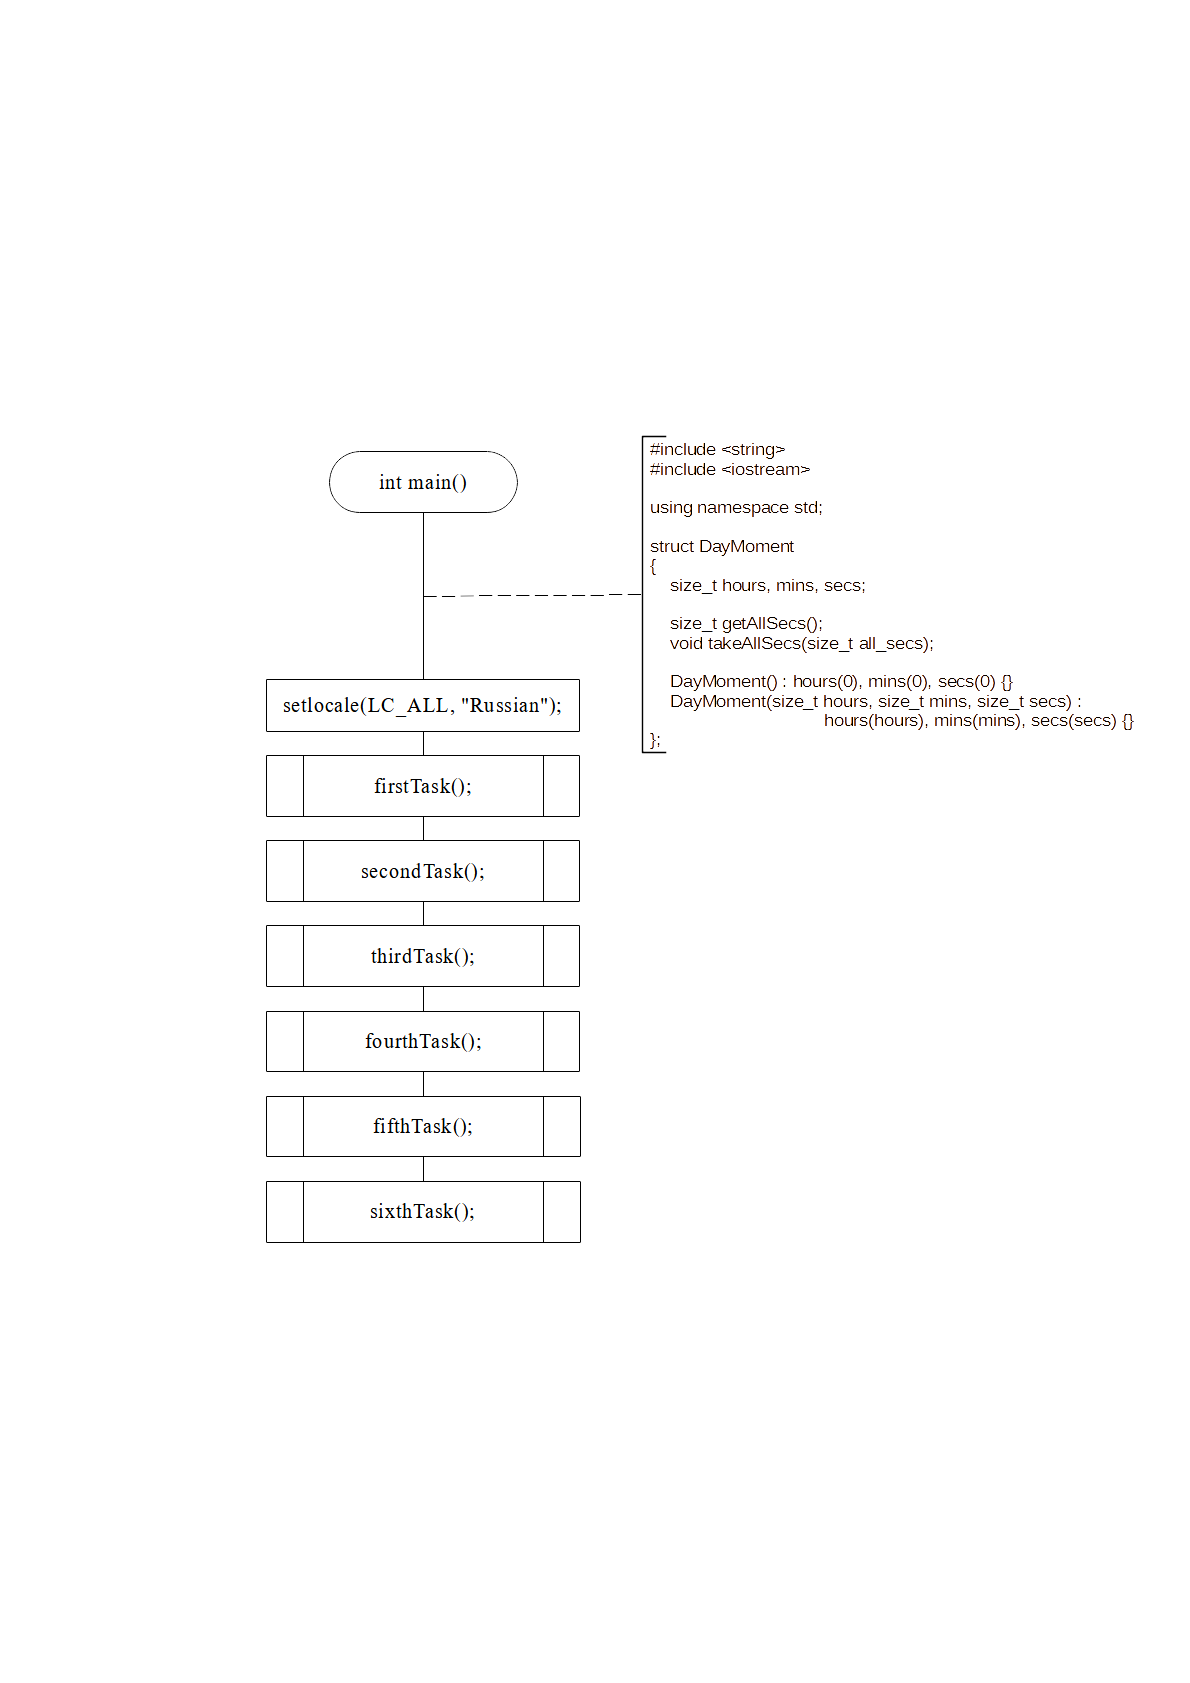 int main()
#include <string>
#include <iostream>
using namespace std;
struct DayMoment
{
size_t hours, mins, secs;
size_t getAllSecs();
void takeAllSecs(size_t all_secs);
DayMoment() : hours(0), mins(0), secs(0) {}
DayMoment(size_t hours, size_t mins, size_t secs) :
hours(hours), mins(mins), secs(secs) {}
};
setlocale(LC_ALL, "Russian");
firstTask();
secondTask();
thirdTask();
fourthTask();
fifthTask();
sixthTask();